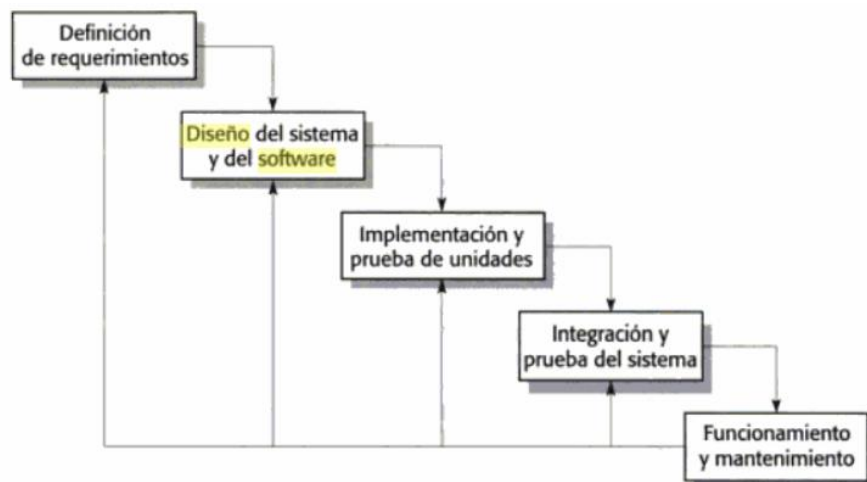 Definición
de requerimientos
Diseño del sistema
y del software
Implementación y
prueba de unidades
Integración y
prueba del sistema
Funcionamiento
y mantenimiento